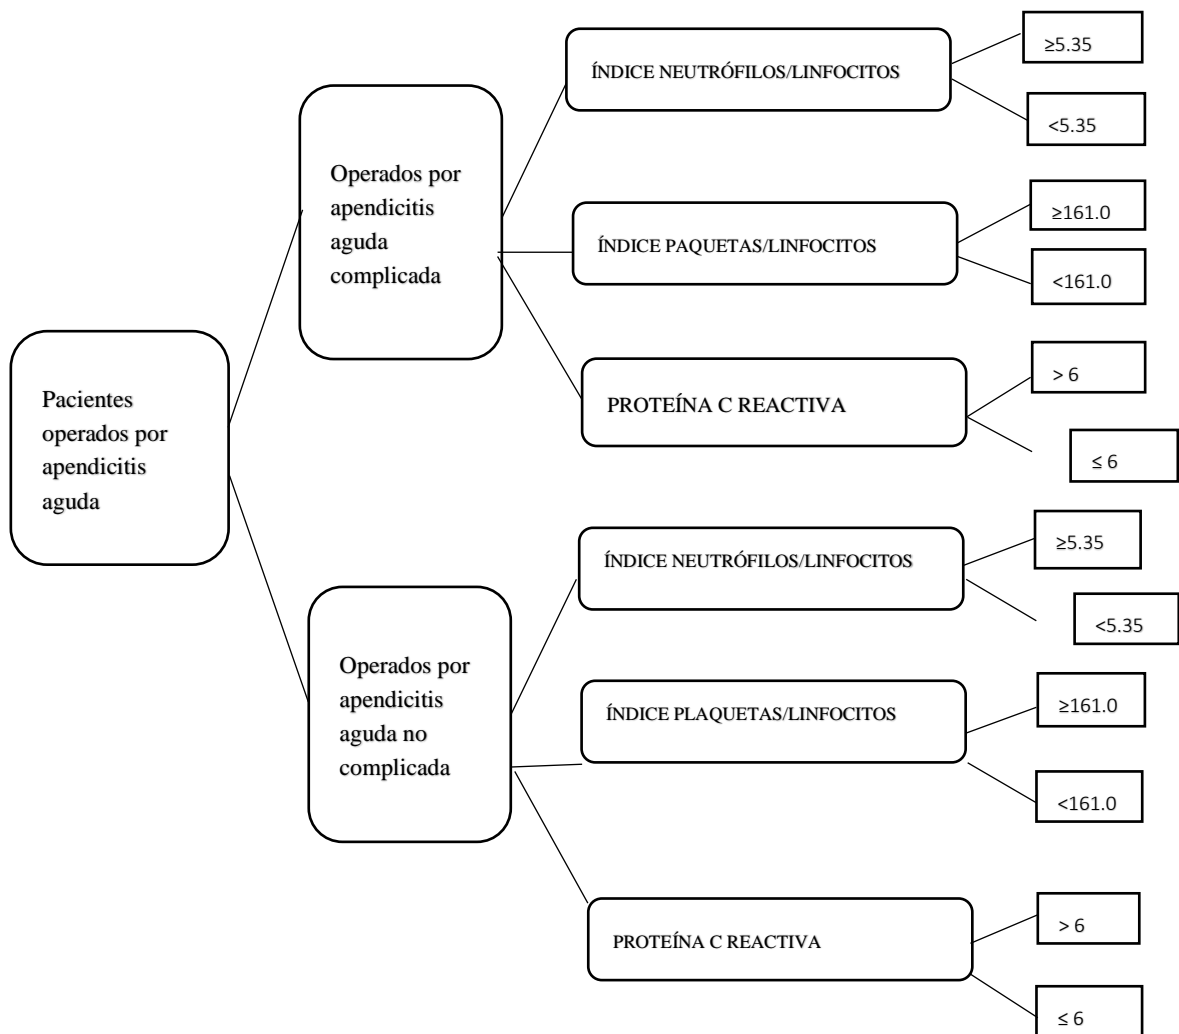 Pacientes
operados por
apendicitis
aguda
Operados por
apendicitis
aguda
complicada
ÍNDICE NEUTRÓFILOS/LINFOCITOS
≥5.35
<5.35
ÍNDICE PAQUETAS/LINFOCITOS
≥161.0
<161.0
PROTEÍNA C REACTIVA
> 6
≤ 6
Operados por
apendicitis
aguda no
complicada
ÍNDICE NEUTRÓFILOS/LINFOCITOS
≥5.35
<5.35
ÍNDICE PLAQUETAS/LINFOCITOS
≥161.0
<161.0
PROTEÍNA C REACTIVA
> 6
≤ 6